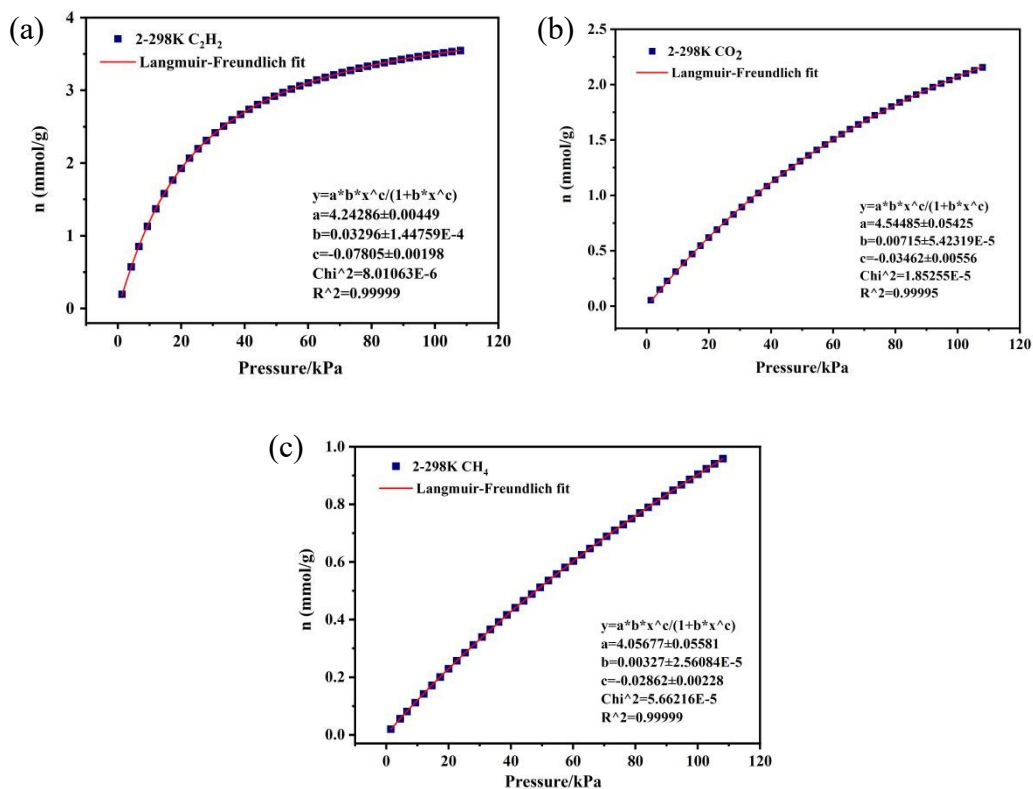 (a)
2-298K C₂H₂
Langmuir-Freundlich fit
y=a*b*x^c/(1+b*x^c)
a=4.24286±0.00449
b=0.03296±1.44759E-4
c=-0.07805±0.00198
Chi^2=8.01063E-6
R^2=0.99999
n (mmol/g)
4
3
2
1
0
0 20 40 60 80 100 120
Pressure/kPa
(b)
2-298K CO₂
Langmuir-Freundlich fit
y=a*b*x^c/(1+b*x^c)
a=4.54485±0.05425
b=0.00715±5.42319E-5
c=-0.03462±0.00556
Chi^2=1.85255E-5
R^2=0.99995
n (mmol/g)
2.5
2.0
1.5
1.0
0.5
0.0
0 20 40 60 80 100 120
Pressure/kPa
(c)
2-298K CH₄
Langmuir-Freundlich fit
y=a*b*x^c/(1+b*x^c)
a=4.05677±0.05581
b=0.00327±2.56084E-5
c=-0.02862±0.00228
Chi^2=5.66216E-5
R^2=0.99999
n (mmol/g)
1.0
0.8
0.6
0.4
0.2
0.0
0 20 40 60 80 100 120
Pressure/kPa